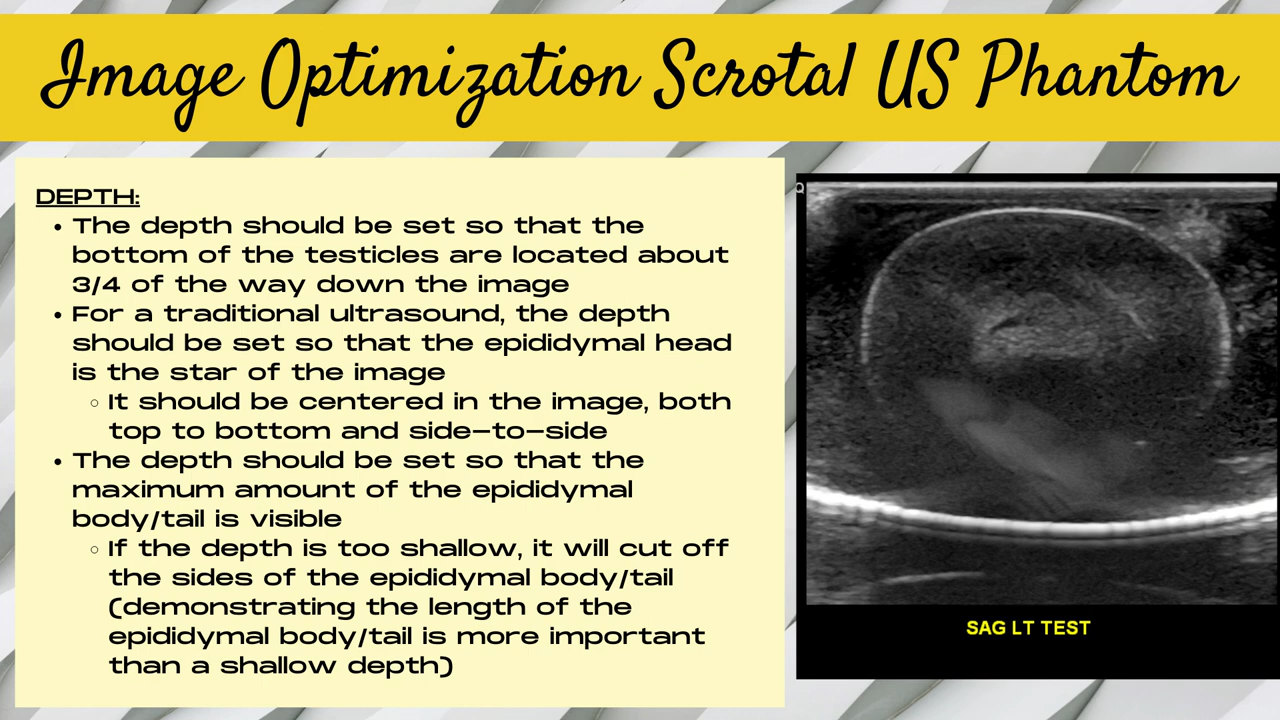 Image Optimization Scrotal US Phantom
DEPTH:
• The depth should be set so that the
bottom of the testicles are located about
3/4 of the way down the image
• For a traditional ultrasound, the depth
should be set so that the epididymal head
is the star of the image
◦ It should be centered in the image, both
top to bottom and side-to-side
• The depth should be set so that the
maximum amount of the epididymal
body/tail is visible
◦ If the depth is too shallow, it will cut off
the sides of the epididymal body/tail
(demonstrating the length of the
epididymal body/tail is more important
than a shallow depth)
Q
SAG LT TEST